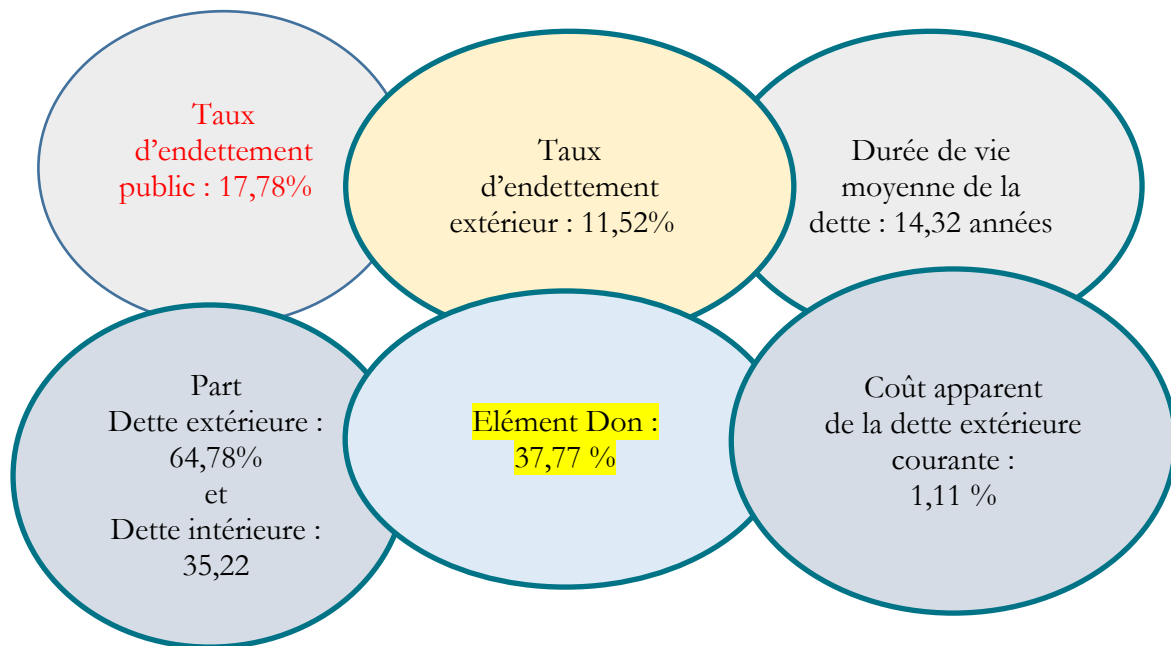 Taux
d’endettement
public : 17,78%
Taux
d’endettement
extérieur : 11,52%
Durée de vie
moyenne de la
dette : 14,32 années
Part
Dette extérieure :
64,78%
et
Dette intérieure :
35,22
Elément Don :
37,77 %
Coût apparent
de la dette extérieure
courante :
1,11 %